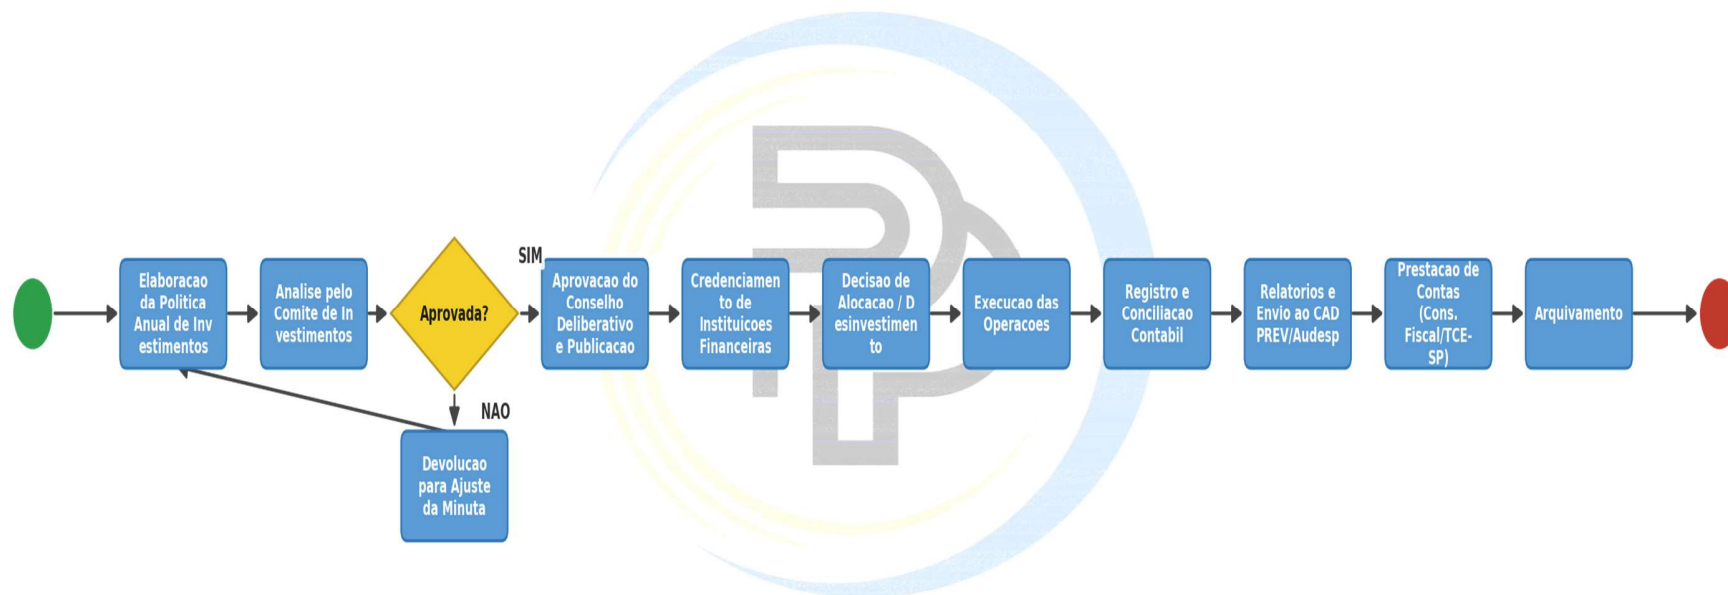 Elaboracao
da Politica
Anual de Inv
estimentos
Analise pelo
Comite de In
vestimentos
Aprovada?
SIM
NAO
Devolucao
para Ajuste
da Minuta
Aprovacao do
Conselho
Deliberativo
e Publicacao
Credenciamen
to de
Instituicoes
Financeiras
Decisao de
Alocacao / D
esinvestimen
to
Execucao das
Operacoes
Registro e
Conciliacao
Contabil
Relatorios e
Envio ao CAD
PREV/Audesp
Prestacao de
Contas
(Cons.
Fiscal/TCE-
SP)
Arquivamento